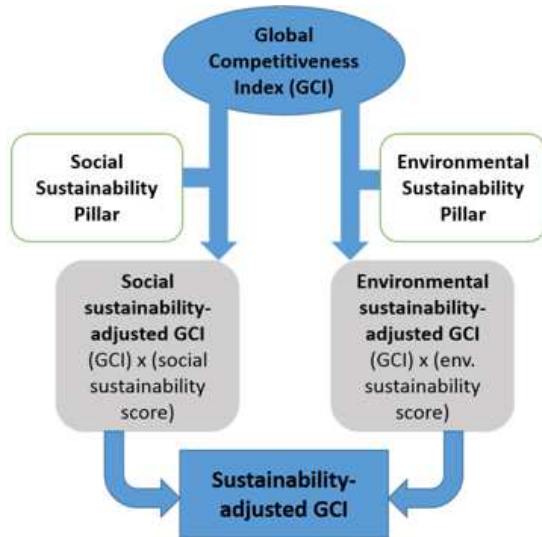 Global
Competitiveness
Index (GCI)
Social
Sustainability
Pillar
Environmental
Sustainability
Pillar
Social
sustainability-
adjusted GCI
(GCI) x (social
sustainability
score)
Environmental
sustainability-
adjusted GCI
(GCI) x (env.
sustainability
score)
Sustainability-
adjusted GCI